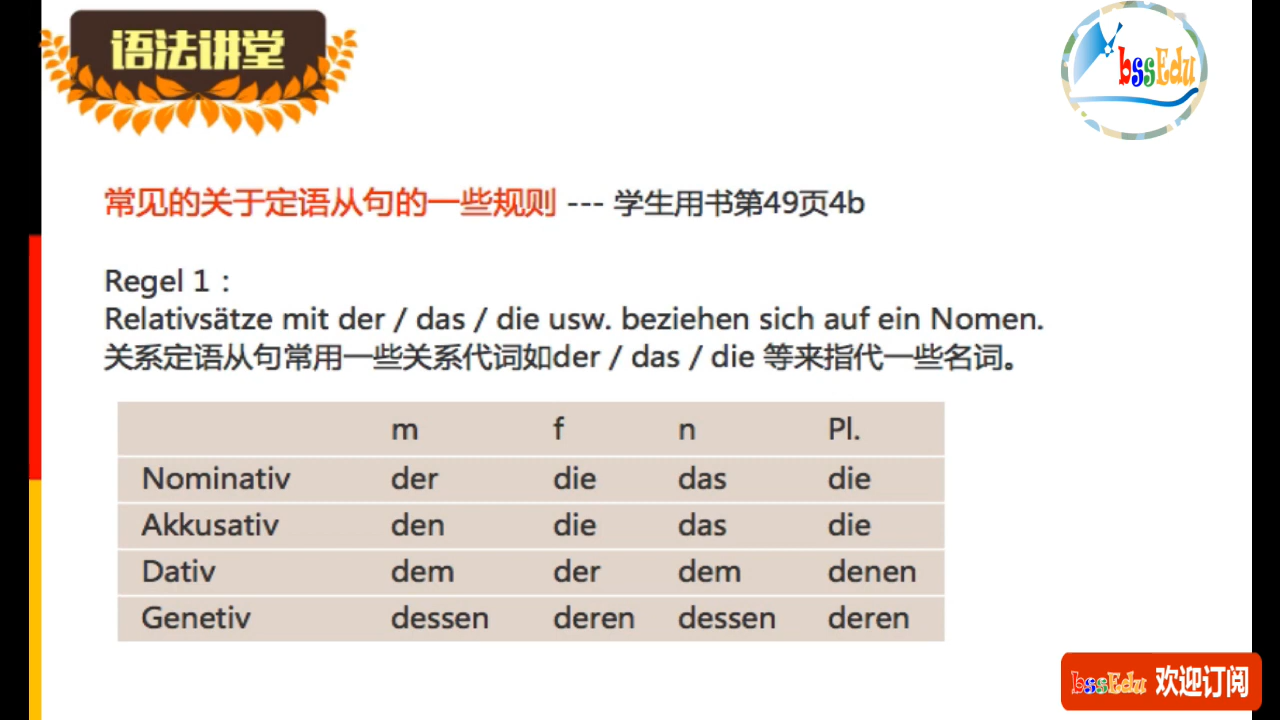 语法讲堂
bssEdu
常见的关于定语从句的一些规则 --- 学生用书第49页4b
Regel 1：
Relativsätze mit der / das / die usw. beziehen sich auf ein Nomen.
关系定语从句常用一些关系代词如der / das / die 等来指代一些名词。
m f n Pl.
Nominativ der die das die
Akkusativ den die das die
Dativ dem der dem denen
Genetiv dessen deren dessen deren
bssEdu 欢迎订阅